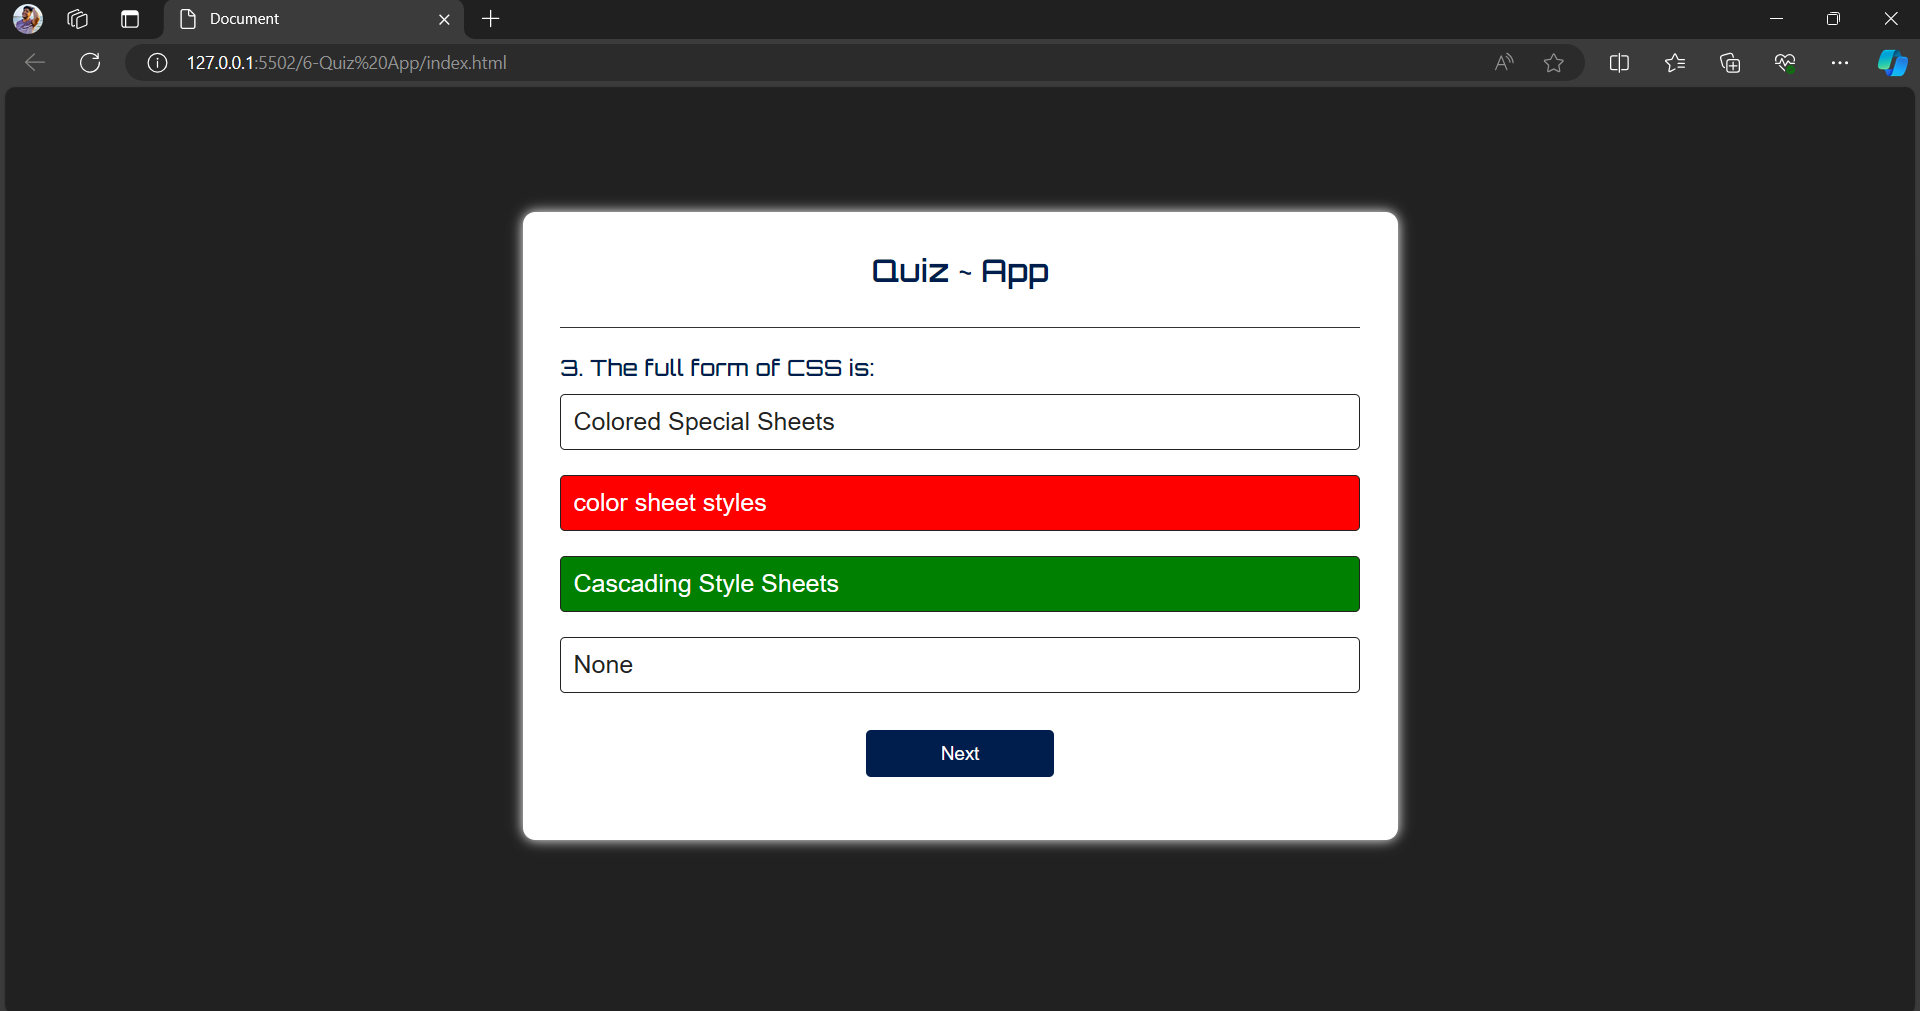 Document
127.0.0.1:5502/6-Quiz%20App/index.html
Quiz ~ App
3. The full form of CSS is:
Colored Special Sheets
color sheet styles
Cascading Style Sheets
None
Next